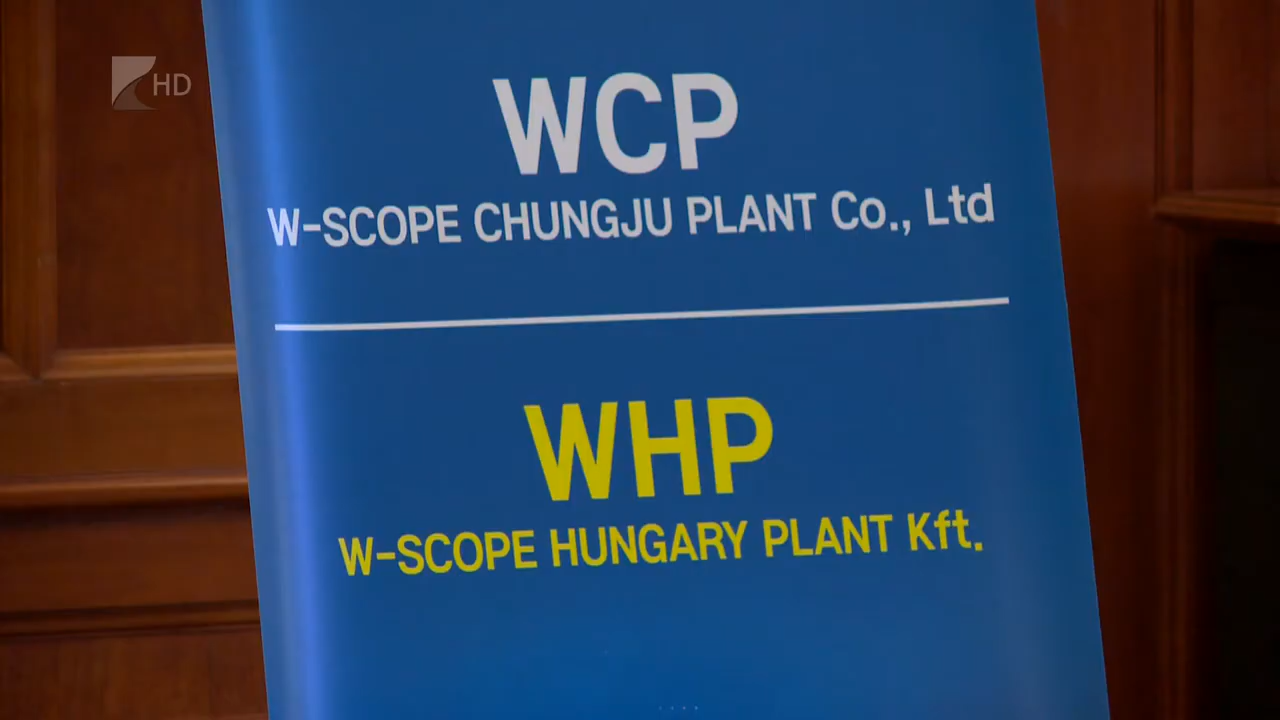 HD
WCP
W-SCOPE CHUNGJU PLANT Co., Ltd
WHP
W-SCOPE HUNGARY PLANT Kft.